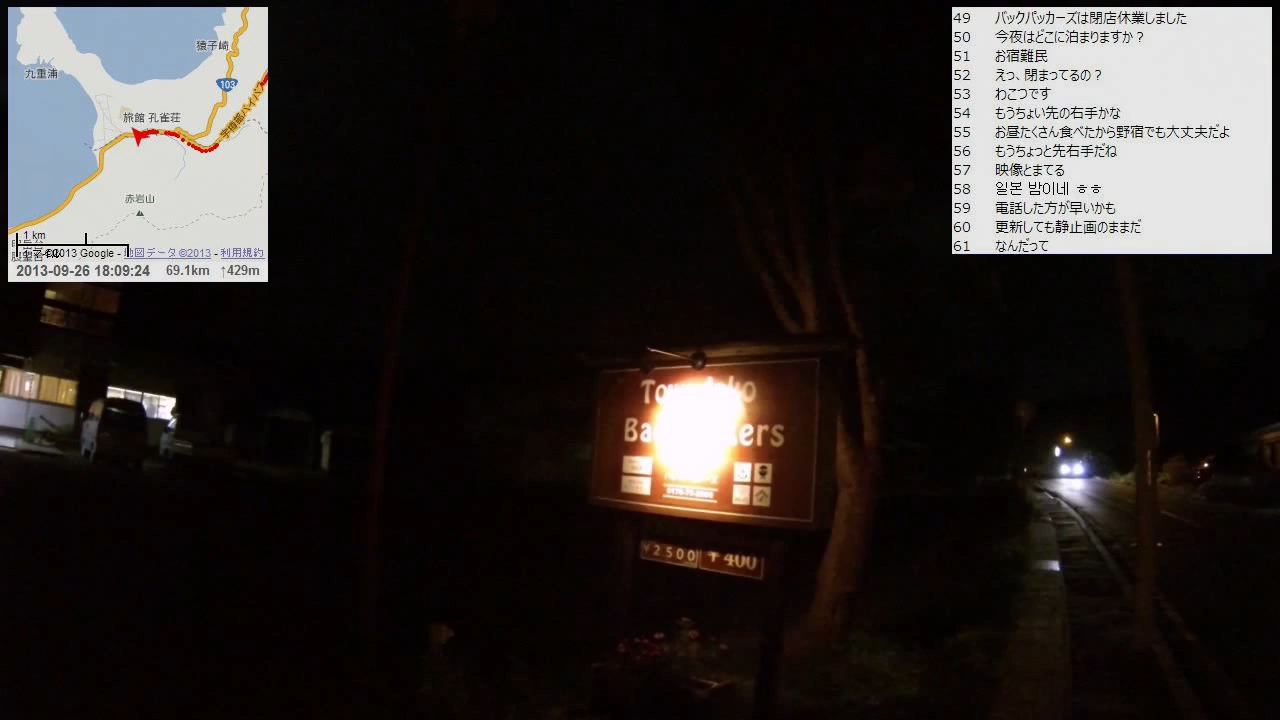 猿子崎
九重浦
103
旅館 孔雀荘
赤岩山
1 km
©2013 Google - 地図データ ©2013 - 利用規約
2013-09-26 18:09:24 69.1km ↑429m
49 バックパッカーズは閉店休業しました
50 今夜はどこに泊まりますか？
51 お宿難民
52 えっ、閉まってるの？
53 わこつです
54 もうちょい先の右手かな
55 お昼たくさん食べたから野宿でも大丈夫だよ
56 もうちょっと先右手だね
57 映像とまてる
58 일본 밤이네 ㅎㅎ
59 電話した方が早いかも
60 更新しても静止画のままだ
61 なんだって
¥2500 〒400